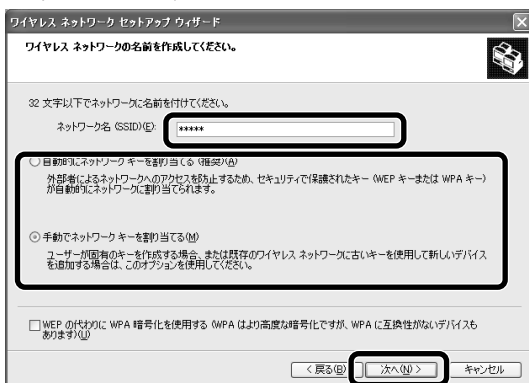 ワイヤレス ネットワーク セットアップ ウィザード
ワイヤレス ネットワークの名前を作成してください。
32 文字以下でネットワークに名前を付けてください。
ネットワーク名 (SSID)(E): *****
自動的にネットワーク キーを割り当てる (推奨)(A)
外部者によるネットワークへのアクセスを防止するため、セキュリティで保護されたキー (WEP キーまたは WPA キー)
が自動的にネットワークに割り当てられます。
手動でネットワーク キーを割り当てる(M)
ユーザーが固有のキーを作成する場合、または既存のワイヤレス ネットワークに古いキーを使用して新しいデバイス
を追加する場合は、このオプションを使用してください。
WEP の代わりに WPA 暗号化を使用する (WPA はより高度な暗号化ですが、WPA に互換性がないデバイスも
あります)(U)
< 戻る(B) 次へ(N) > キャンセル